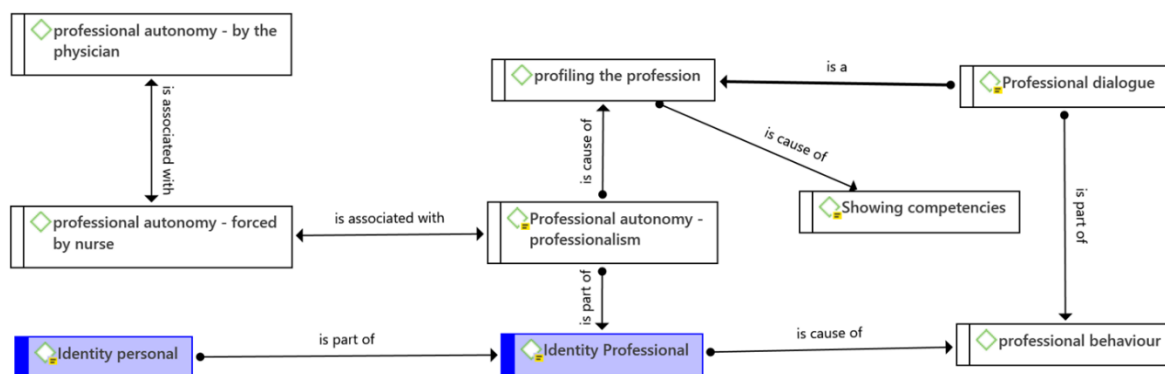 professional autonomy - by the
physician
is associated with
profiling the profession
is a
Professional dialogue
is cause of
is cause of
Showing competencies
is part of
professional autonomy - forced
by nurse
is associated with
Professional autonomy -
professionalism
is part of
Identity personal
is part of
Identity Professional
is cause of
professional behaviour